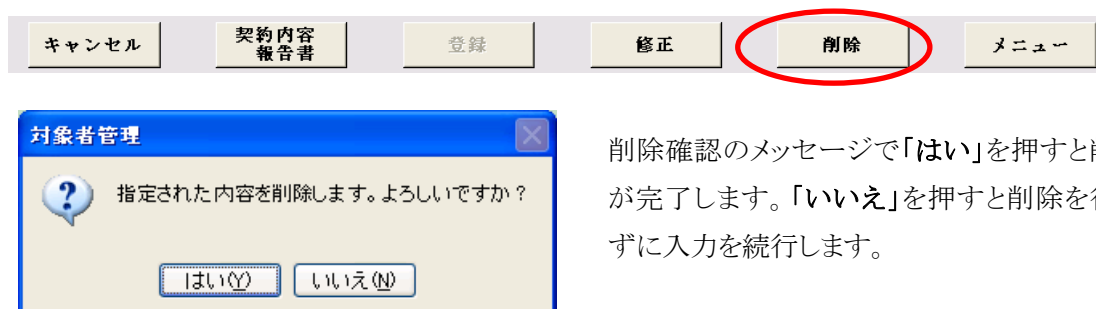 キャンセル 契約内容 報告書 登録 修正 削除 メニュー
対象者管理
指定された内容を削除します。よろしいですか?
はい(Y) いいえ(N)
削除確認のメッセージで「はい」を押すと
が完了します。「いいえ」を押すと削除を
ずに入力を続行します。